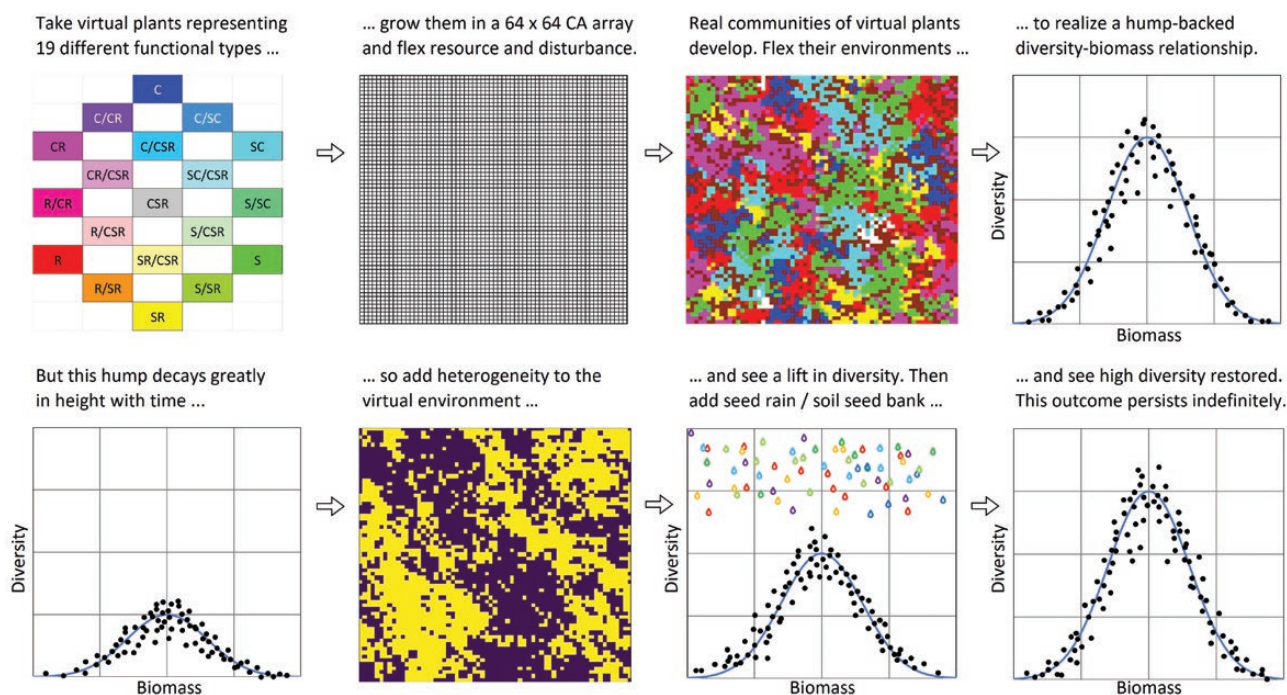 Take virtual plants representing
19 different functional types ...
... grow them in a 64 x 64 CA array
and flex resource and disturbance.
Real communities of virtual plants
develop. Flex their environments ...
... to realize a hump-backed
diversity-biomass relationship.
C
C/CR
C/SC
CR
C/CSR
SC
CR/CSR
SC/CSR
R/CR
CSR
S/SC
R/CSR
S/CSR
R
SR/CSR
S
R/SR
S/SR
SR
Diversity
Biomass
But this hump decays greatly
in height with time ...
... so add heterogeneity to the
virtual environment ...
... and see a lift in diversity. Then
add seed rain / soil seed bank ...
... and see high diversity restored.
This outcome persists indefinitely.
Diversity
Biomass
Diversity
Biomass
Diversity
Biomass